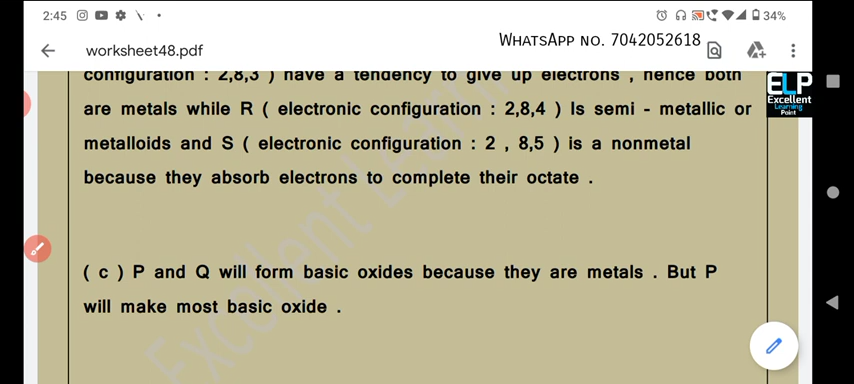 2:45
34%
WHATSAPP NO. 7042052618
worksheet48.pdf
configuration : 2,8,3 ) have a tendency to give up electrons , hence both
are metals while R ( electronic configuration : 2,8,4 ) Is semi - metallic or
metalloids and S ( electronic configuration : 2 , 8,5 ) is a nonmetal
because they absorb electrons to complete their octate .
ELP
Excellent
Learning
Point
( c ) P and Q will form basic oxides because they are metals . But P
will make most basic oxide .
Excellent Learn